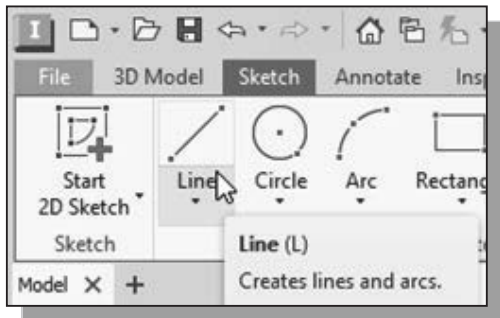 I
File 3D Model Sketch Annotate
Start
2D Sketch
Line Circle Arc
Sketch
Line (L)
Creates lines and arcs.
Model X +